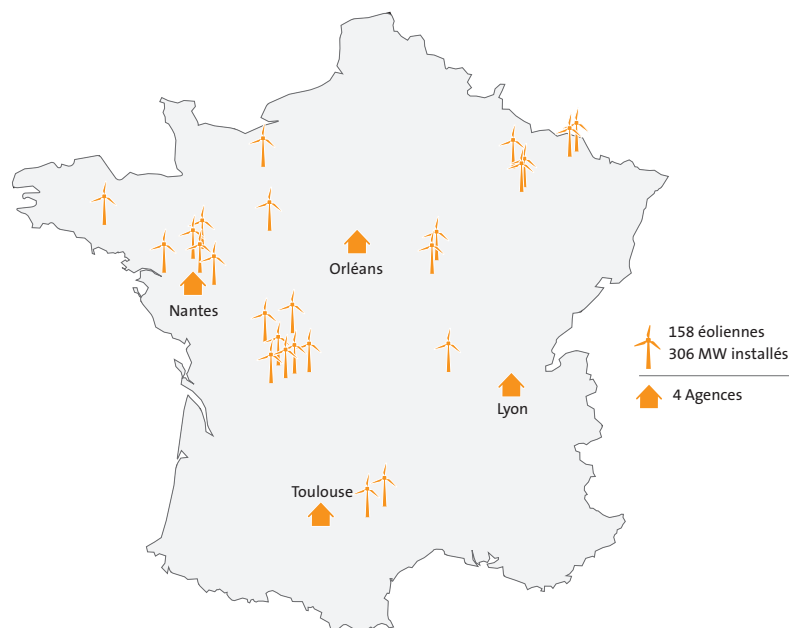 Orléans
Nantes
158 éoliennes
306 MW installés
4 Agences
Lyon
Toulouse